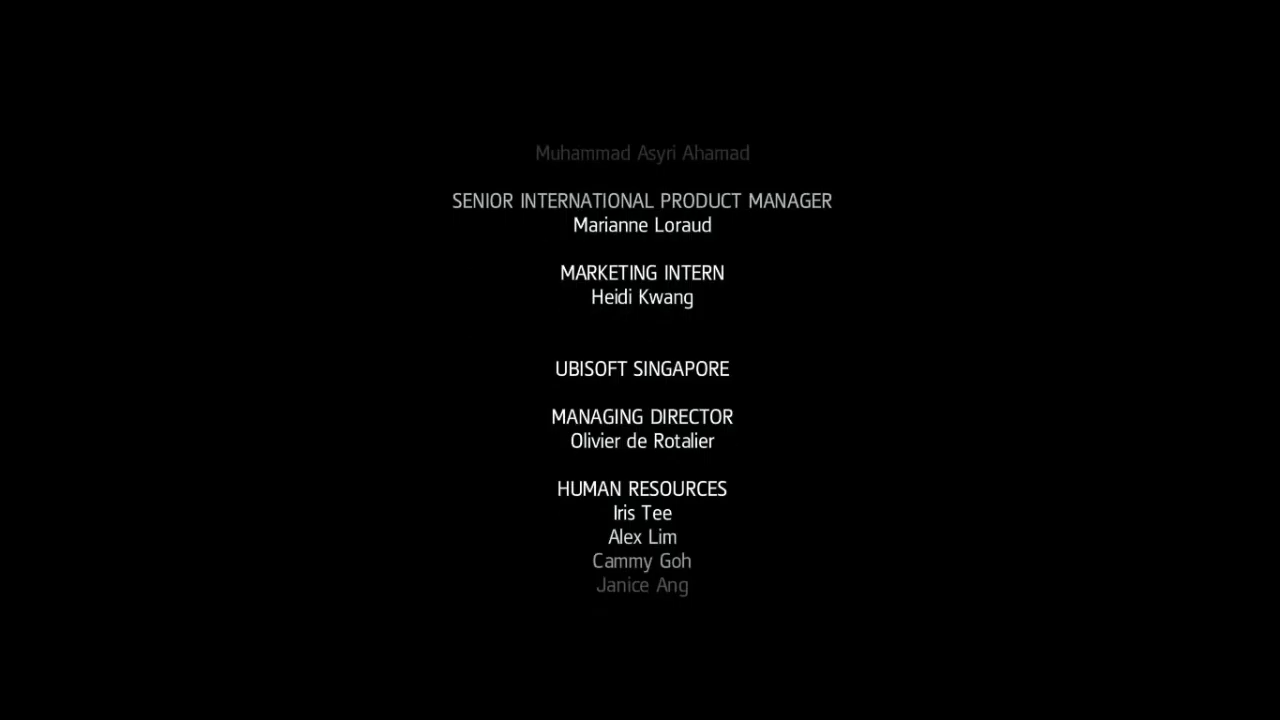 Muhammad Asyri Ahamad
SENIOR INTERNATIONAL PRODUCT MANAGER
Marianne Loraud
MARKETING INTERN
Heidi Kwang
UBISOFT SINGAPORE
MANAGING DIRECTOR
Olivier de Rotalier
HUMAN RESOURCES
Iris Tee
Alex Lim
Cammy Goh
Janice Ang